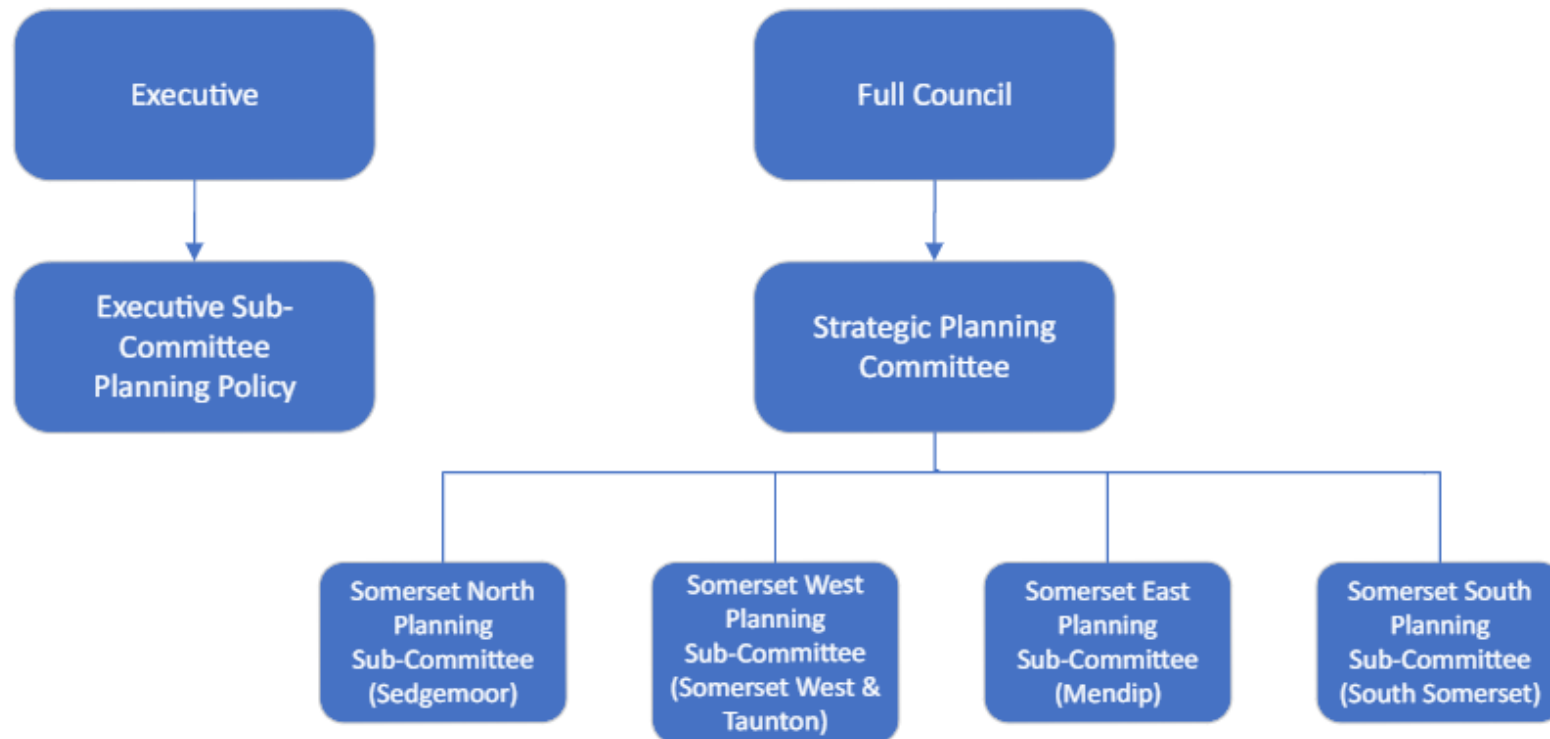 Executive
Full Council
Executive Sub-
Committee
Planning Policy
Strategic Planning
Committee
Somerset North
Planning
Sub-Committee
(Sedgemoor)
Somerset West
Planning
Sub-Committee
(Somerset West &
Taunton)
Somerset East
Planning
Sub-Committee
(Mendip)
Somerset South
Planning
Sub-Committee
(South Somerset)